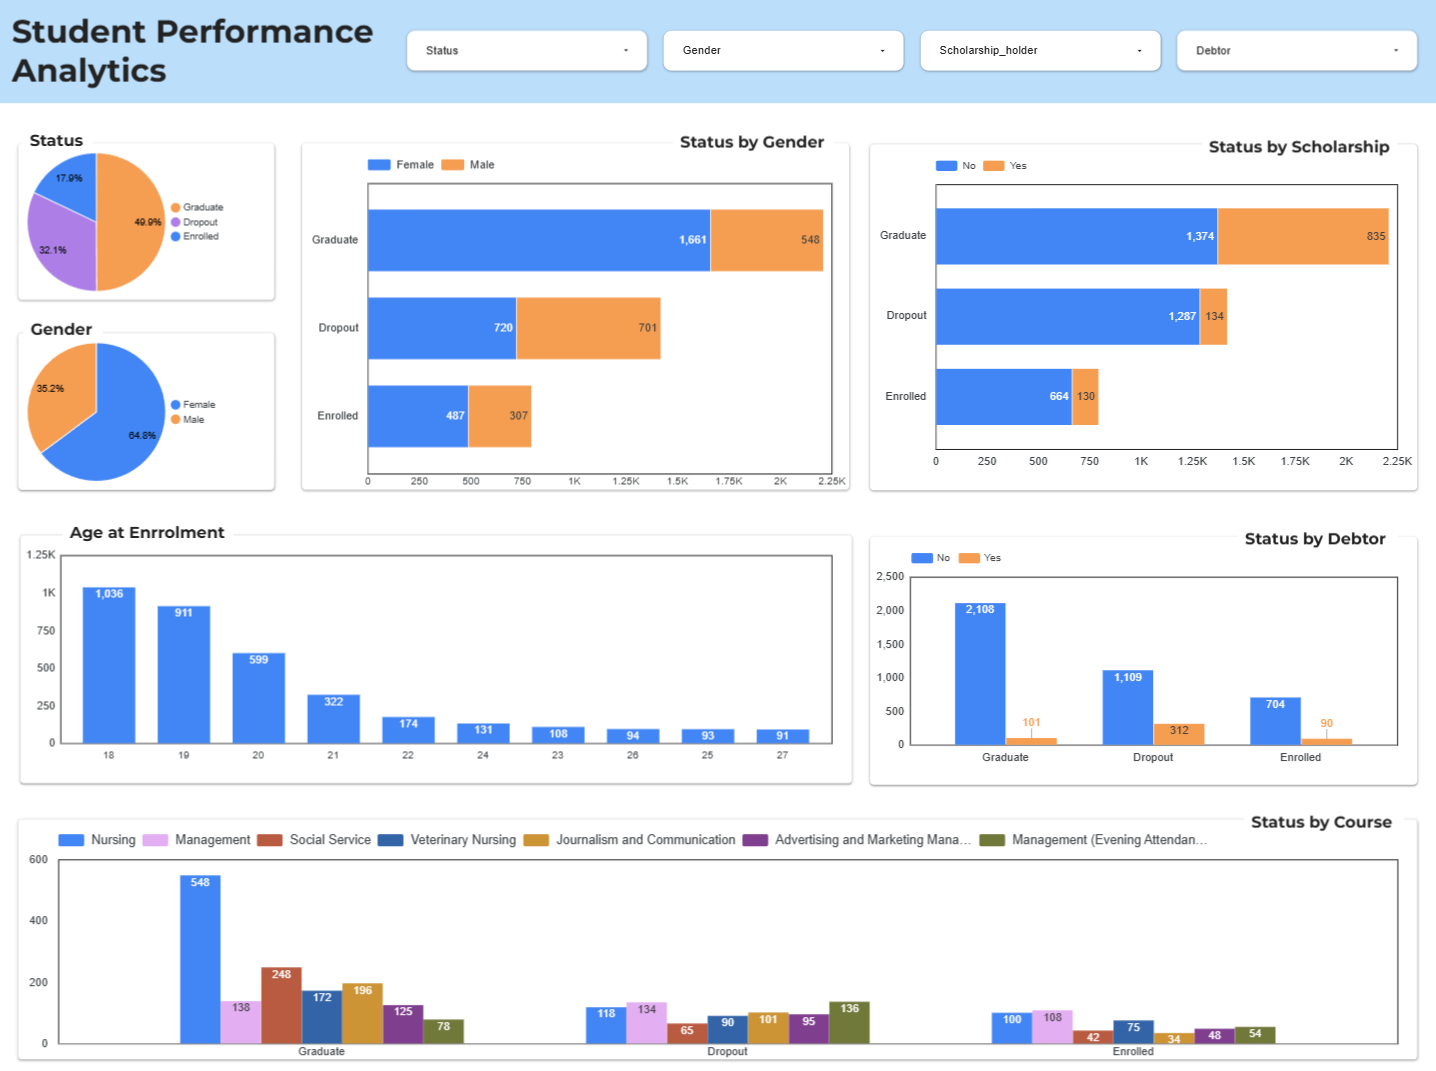 Student Performance
Analytics
Status
Gender
Scholarship_holder
Debtor
Status
17.9%
49.9%
32.1%
Graduate
Dropout
Enrolled
Gender
35.2%
64.8%
Female
Male
Status by Gender
Female Male
Graduate 1,661 548
Dropout 720 701
Enrolled 487 307
0 250 500 750 1K 1.25K 1.5K 1.75K 2K 2.25K
Status by Scholarship
No Yes
Graduate 1,374 835
Dropout 1,287 134
Enrolled 664 130
0 250 500 750 1K 1.25K 1.5K 1.75K 2K 2.25K
Age at Enrrolment
1.25K
1K
750
500
250
0
1,036 911 599 322 174 131 108 94 93 91
18 19 20 21 22 24 23 26 25 27
Status by Debtor
No Yes
2,500
2,000
1,500
1,000
500
0
2,108 101 1,109 312 704 90
Graduate Dropout Enrolled
Status by Course
Nursing Management Social Service Veterinary Nursing Journalism and Communication Advertising and Marketing Mana… Management (Evening Attendan…
600
400
200
0
548 138 248 172 196 125 78
118 134 65 90 101 95 136
100 108 42 75 34 48 54
Graduate Dropout Enrolled